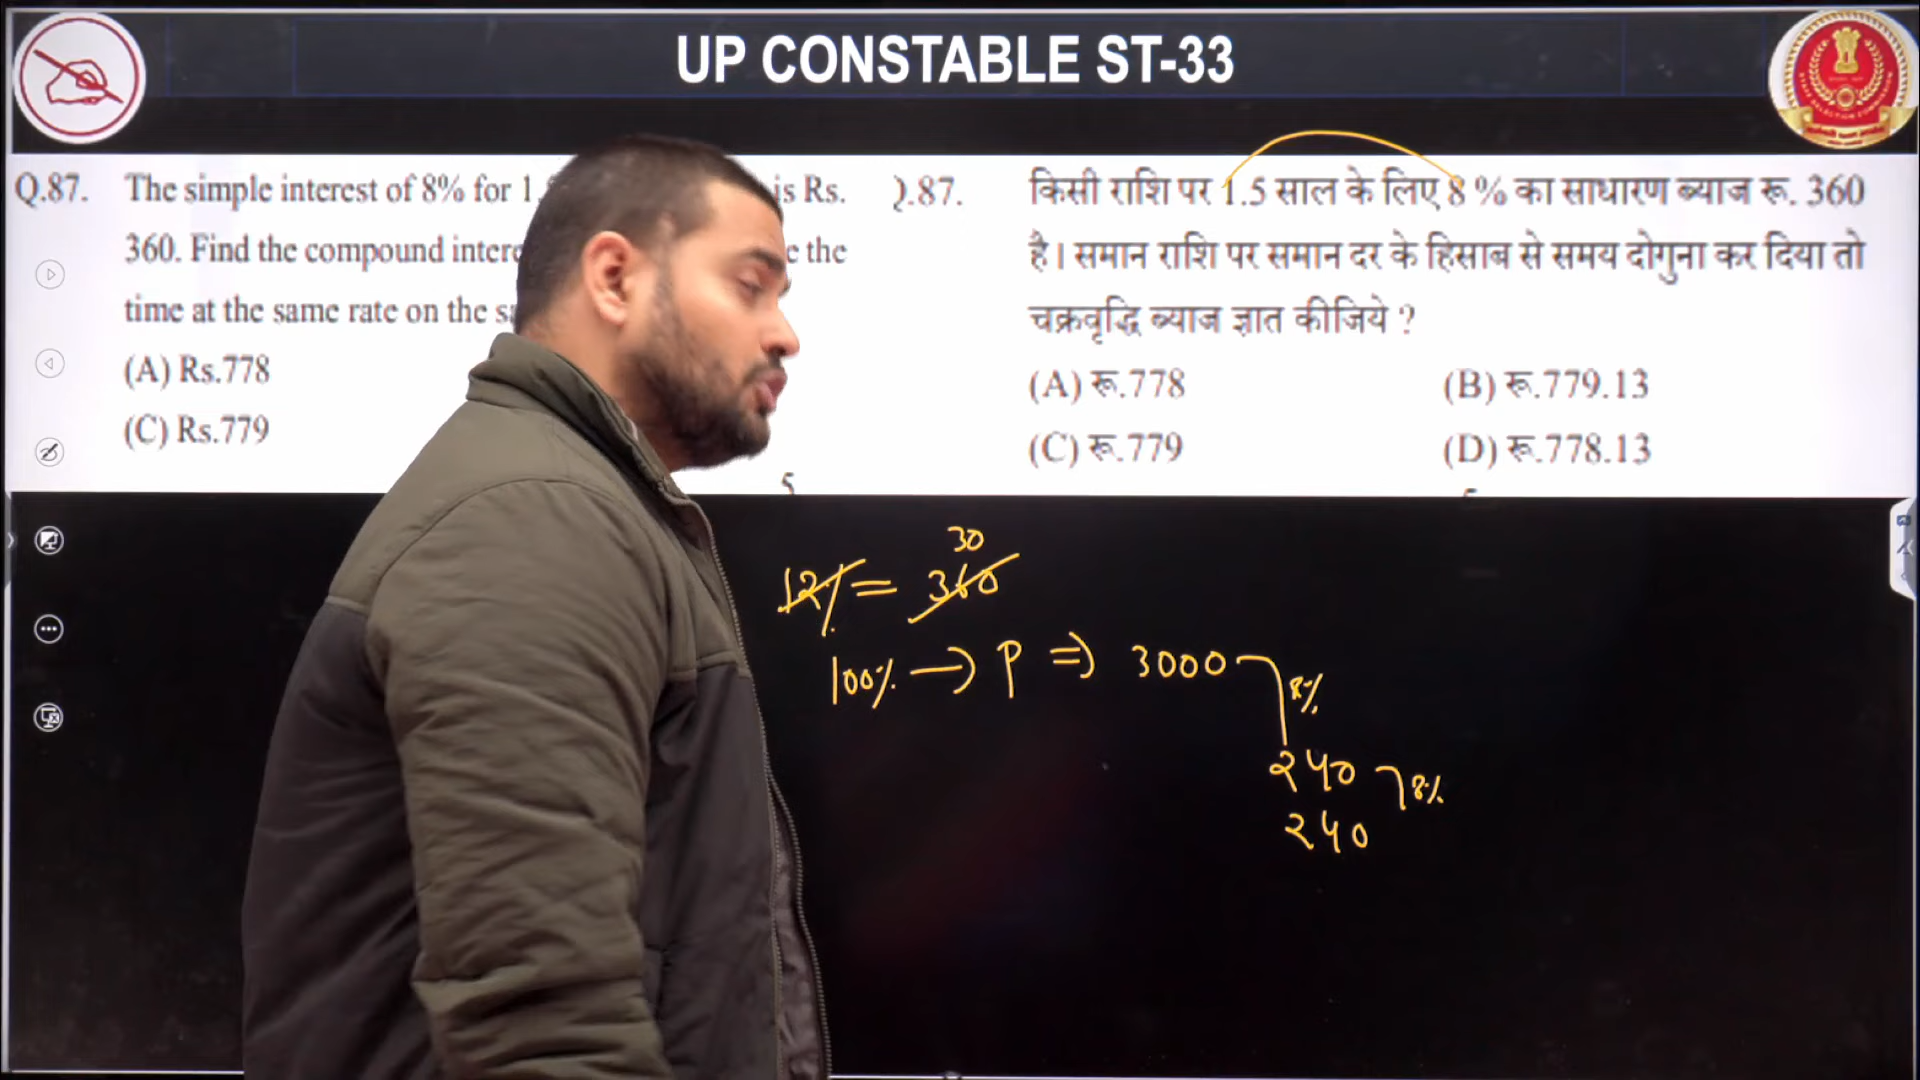 UP CONSTABLE ST-33
Q.87. The simple interest of 8% for 1. is Rs.
360. Find the compound the
time at the same rate on the
(A) Rs.778
(C) Rs.779
.87. किसी राशि पर 1.5 साल के लिए 8 % का साधारण ब्याज रू. 360
है। समान राशि पर समान दर के हिसाब से समय दोगुना कर दिया तो
चक्रवृद्धि ब्याज ज्ञात कीजिये ?
(A) रू.778 (B) रू.779.13
(C) रू.779 (D) रू.778.13
30
12% = 360
100% → P ⇒ 3000
8%
240 8%
240